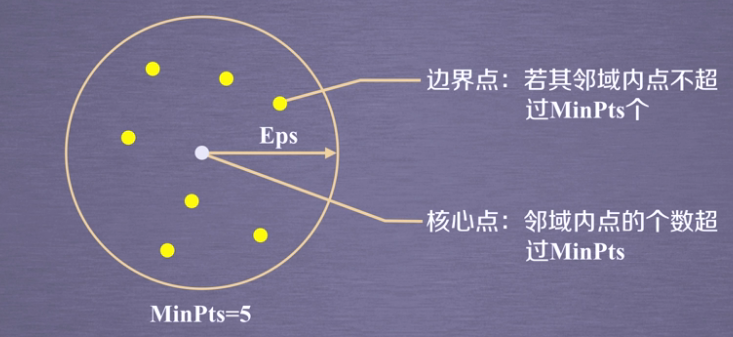 边界点：若其邻域内点不超
过MinPts个
Eps
核心点：邻域内点的个数超
过MinPts
MinPts=5